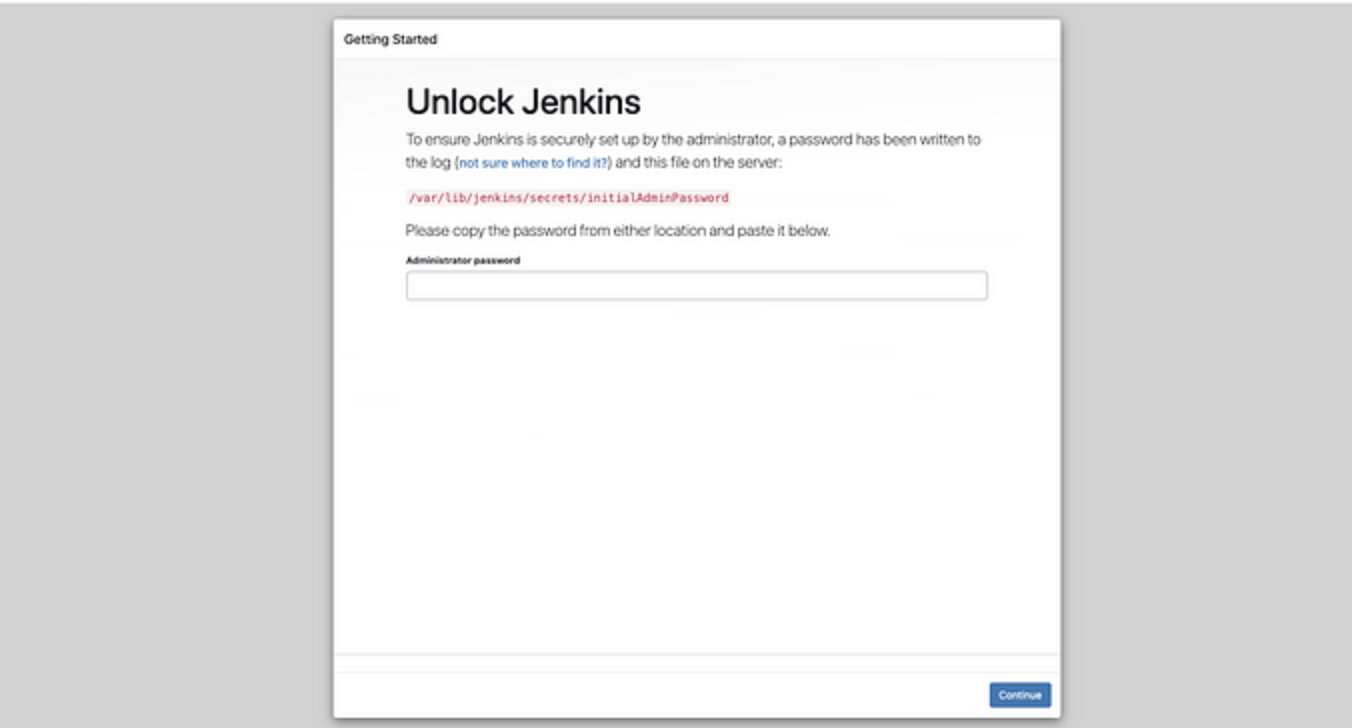 Getting Started
Unlock Jenkins
To ensure Jenkins is securely set up by the administrator, a password has been written to
the log (not sure where to find it?) and this file on the server:
/var/lib/jenkins/secrets/initialAdminPassword
Please copy the password from either location and paste it below.
Administrator password
Continue